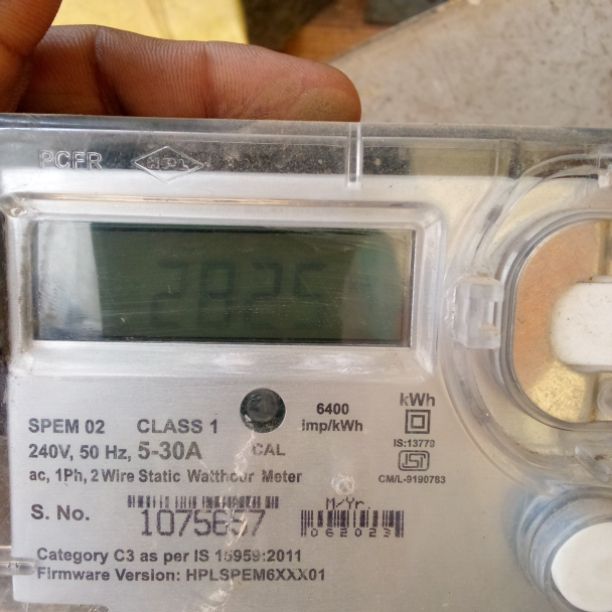 PCFR HPL
SPEM 02 CLASS 1 6400 kWh
imp/kWh
240V, 50 Hz, 5-30A CAL IS:13779
ac, 1Ph, 2 Wire Static Watthour Meter CM/L-9190783
M/Yr.
S. No. 1075657 062023
Category C3 as per IS 15959:2011
Firmware Version: HPLSPEM6XXX01